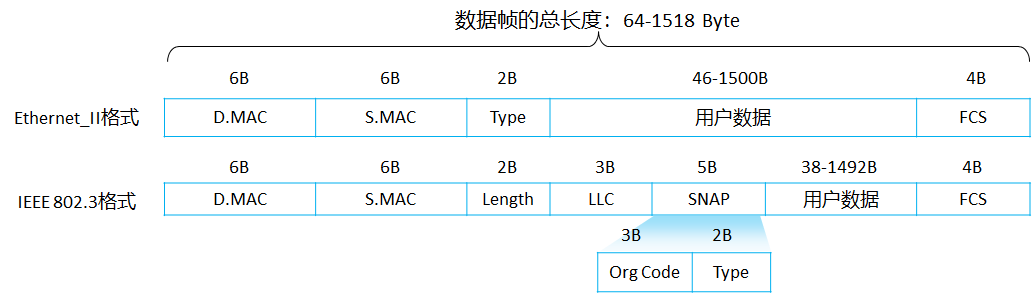 数据帧的总长度：64-1518 Byte
6B 6B 2B 46-1500B 4B
Ethernet_II格式 D.MAC S.MAC Type 用户数据 FCS
6B 6B 2B 3B 5B 38-1492B 4B
IEEE 802.3格式 D.MAC S.MAC Length LLC SNAP 用户数据 FCS
3B 2B
Org Code Type